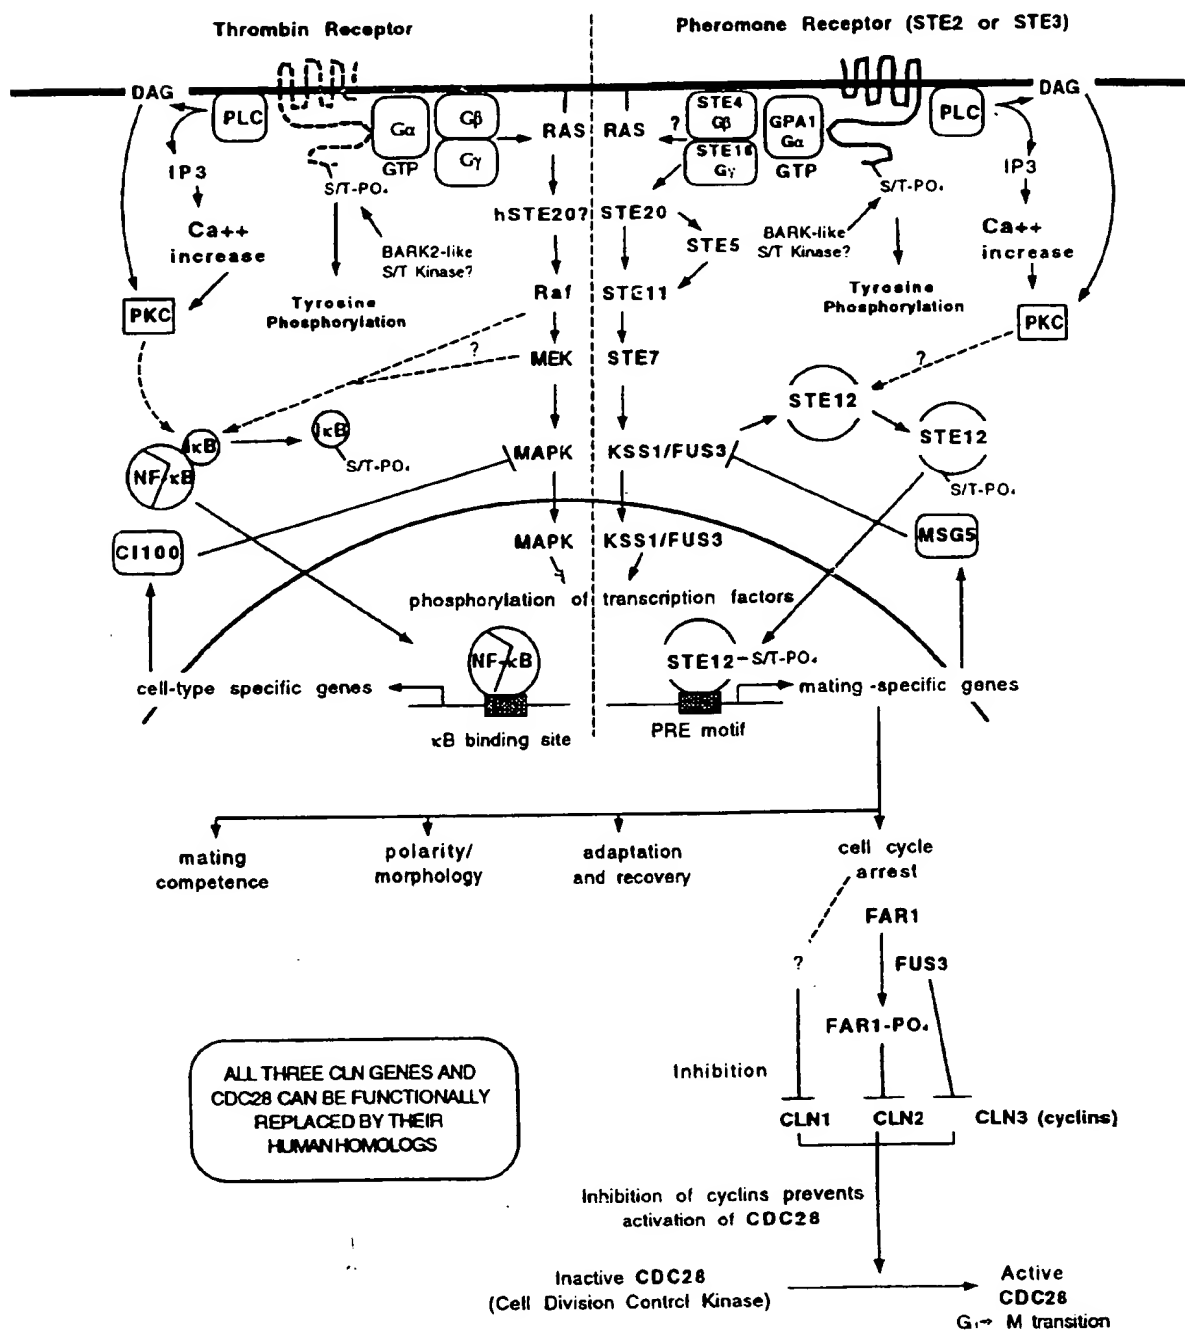 Thrombin Receptor
Pheromone Receptor (STE2 or STE3)
DAG
PLC
Gα
GTP
Gβ
Gγ
RAS
RAS
?
STE4
Gβ
STE18
Gγ
GPA1
Gα
GTP
PLC
DAG
IP3
S/T-PO₄
S/T-PO₄
IP3
Ca++
increase
hSTE20?
STE20
STE5
BARK2-like
S/T Kinase?
BARK-like
S/T Kinase?
Ca++
increase
PKC
Tyrosine
Phosphorylation
Raf
STE11
Tyrosine
Phosphorylation
PKC
?
MEK
STE7
?
STE12
IκB
IκB
S/T-PO₄
NF-κB
MAPK
KSS1/FUS3
STE12
S/T-PO₄
CI100
MAPK
KSS1/FUS3
MSG5
phosphorylation of transcription factors
NF-κB
STE12-S/T-PO₄
cell-type specific genes
mating-specific genes
κB binding site
PRE motif
mating
competence
polarity/
morphology
adaptation
and recovery
cell cycle
arrest
FAR1
?
FUS3
FAR1-PO₄
Inhibition
CLN1
CLN2
CLN3 (cyclins)
ALL THREE CLN GENES AND
CDC28 CAN BE FUNCTIONALLY
REPLACED BY THEIR
HUMAN HOMOLOGS
Inhibition of cyclins prevents
activation of CDC28
Inactive CDC28
(Cell Division Control Kinase)
Active
CDC28
G₁→ M transition